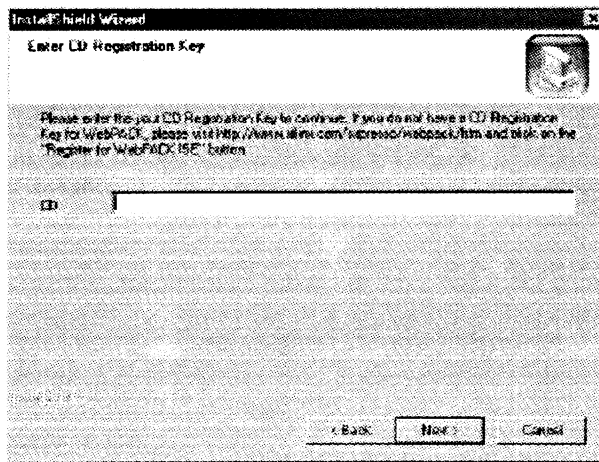 InstallShield Wizard
Enter CD Registration Key
Please enter the your CD Registration Key to continue. If you do not have a CD Registration
Key for WebPACK, please visit and click on the
"Register for WebPACK ISE" button
CD
< Back
Next >
Cancel